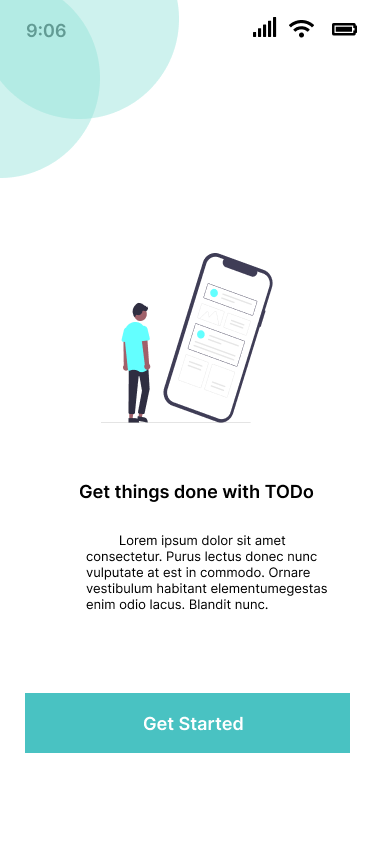 9:06
Get things done with TODo
Lorem ipsum dolor sit amet
consectetur. Purus lectus donec nunc
vulputate at est in commodo. Ornare
vestibulum habitant elementumegestas
enim odio lacus. Blandit nunc.
Get Started